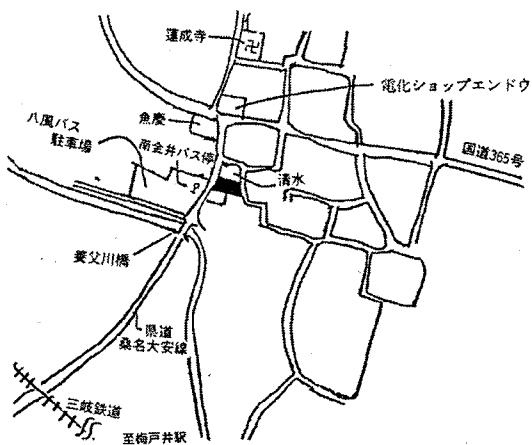 蓮成寺
電化ショップエンドウ
魚慶
八風バス
駐車場
南金井バス停
清水
国道365号
養父川橋
県道
桑名大安線
三岐鉄道
至梅戸井駅